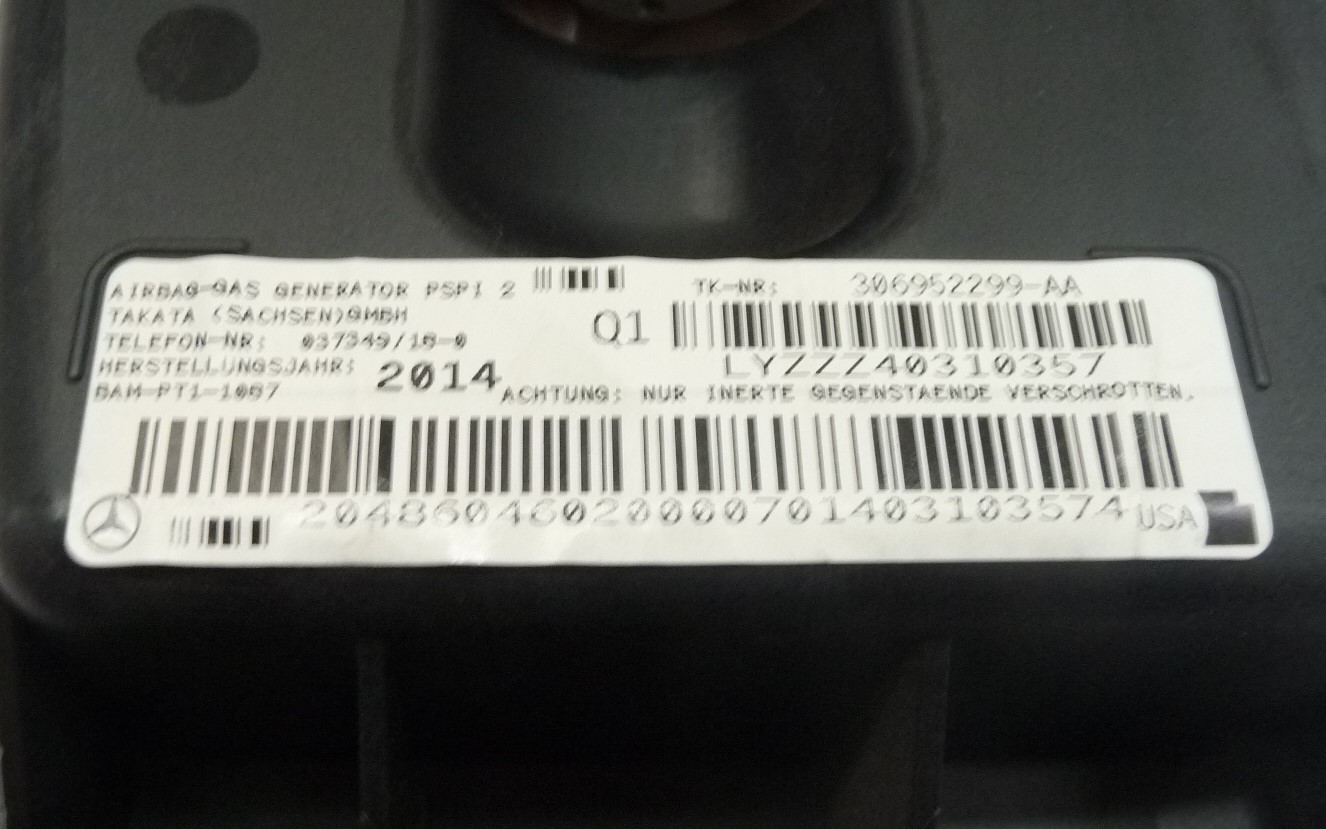 AIRBAG-GAS GENERATOR PSPI 2
TK-NR: 306952299-AA
TAKATA (SACHSEN)GMBH
Q1
TELEFON-NR: 037349/18-0
LYZZZ40310357
HERSTELLUNGSJAHR: 2014
BAM-PT1-1087
ACHTUNG: NUR INERTE GEGENSTAENDE VERSCHROTTEN.
20486046020000701403103574 USA